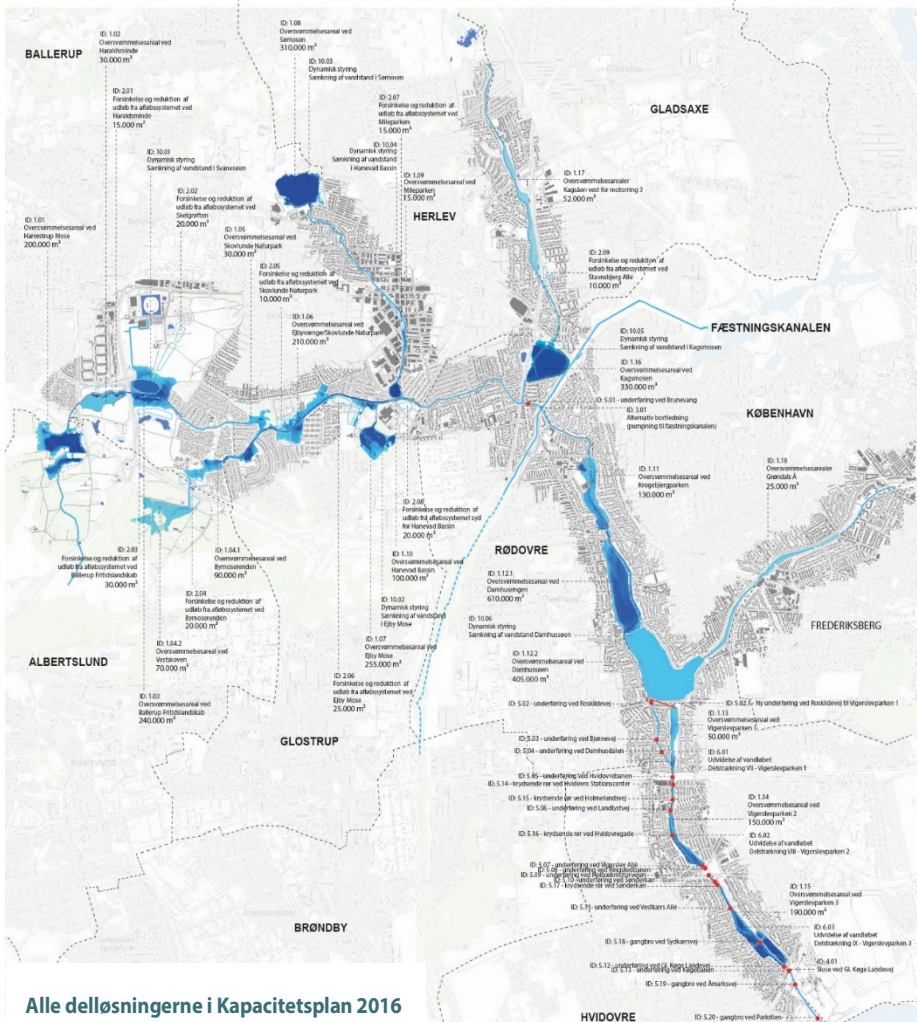 BALLERUP
ID: 1.02
Oversvømmelsesareal ved
Haraldsminde
30.000 m³
ID: 2.01
Forsinkelse og reduktion af
udløb fra afløbssystemet ved
Haraldsminde
15.000 m³
ID: 10.01
Dynamisk styring
Sænkning af vandstand i Svanesøen
ID: 2.02
Forsinkelse og reduktion af
udløb fra afløbssystemet ved
Skelgrøften
20.000 m³
ID: 1.01
Oversvømmelsesareal ved
Harrestrup Mose
200.000 m³
ID: 1.05
Oversvømmelsesareal ved
Skovlunde Naturpark
30.000 m³
ID: 2.05
Forsinkelse og reduktion af
udløb fra afløbssystemet ved
Skovlunde Naturpark
10.000 m³
ID: 1.06
Oversvømmelsesareal ved
Ejbyvænge/Skovlunde Naturpark
210.000 m³
ID: 1.08
Oversvømmelsesareal ved
Sømosen
310.000 m³
ID: 10.03
Dynamisk styring
Sænkning af vandstand i Sømosen
ID: 2.07
Forsinkelse og reduktion af
udløb fra afløbssystemet ved
Mileparken
15.000 m³
ID: 10.04
Dynamisk styring
Sænkning af vandstand
i Hanevad Bassin
ID: 1.09
Oversvømmelsesareal ved
Mileparken
15.000 m³
HERLEV
GLADSAXE
ID: 1.17
Oversvømmelsesarealer
Kagsåen vest for motorring 3
52.000 m³
ID: 2.09
Forsinkelse og reduktion af
udløb fra afløbssystemet ved
Stavnsbjerg Alle
10.000 m³
FÆSTNINGSKANALEN
ID: 10.05
Dynamisk styring
Sænkning af vandstand i Kagsmosen
ID: 1.16
Oversvømmelsesareal ved
Kagsmosen
330.000 m³
ID: 5.01 - underføring ved Brunevang
ID: 3.01
Alternativ bortledning
(pumpning til fæstningskanalen)
KØBENHAVN
ID: 1.11
Oversvømmelsesareal ved
Krogebjergparken
130.000 m³
ID: 1.18
Oversvømmelsesarealer
Grøndals Å
25.000 m³
ID: 2.03
Forsinkelse og reduktion af
udløb fra afløbssystemet ved
Ballerup Fritidslandskab
30.000 m³
ID: 1.04.1
Oversvømmelsesareal ved
Bymoserenden
90.000 m³
ID: 2.04
Forsinkelse og reduktion af
udløb fra afløbssystemet ved
Bymoserenden
20.000 m³
ID: 1.04.2
Oversvømmelsesareal ved
Vestskoven
70.000 m³
ID: 1.03
Oversvømmelsesareal ved
Ballerup Fritidslandskab
240.000 m³
ALBERTSLUND
ID: 2.08
Forsinkelse og reduktion af
udløb fra afløbssystemet syd
for Hanevad Bassin
20.000 m³
ID: 1.10
Oversvømmelsesareal ved
Hanevad Bassin
100.000 m³
ID: 10.02
Dynamisk styring
Sænkning af vandstand
i Ejby Mose
ID: 1.07
Oversvømmelsesareal ved
Ejby Mose
255.000 m³
ID: 2.06
Forsinkelse og reduktion af
udløb fra afløbssystemet ved
Ejby Mose
25.000 m³
RØDOVRE
ID: 1.12.1
Oversvømmelsesareal ved
Damhusengen
610.000 m³
ID: 10.06
Dynamisk styring
Sænkning af vandstand Damhussøen
ID: 1.12.2
Oversvømmelsesareal ved
Damhussøen
405.000 m³
FREDERIKSBERG
GLOSTRUP
ID: 5.02 - underføring ved Roskildevej
ID: 5.02.1 - Ny underføring ved Roskildevej til Vigerslevparken 1
ID: 1.13
Oversvømmelsesareal ved
Vigerslevparken 1
50.000 m³
ID: 5.03 - underføring ved Bjernevej
ID: 5.04 - underføring ved Damhusdalen
ID: 6.01
Udvidelse af vandløbet
Delstrækning VII - Vigerslevparken 1
ID: 5.05 - underføring ved Hvidovrebanen
ID: 5.14 - krydsende rør ved Hvidovre Stationscenter
ID: 5.15 - krydsende rør ved Holmelundsvej
ID: 5.06 - underføring ved Landlystvej
ID: 1.14
Oversvømmelsesareal ved
Vigerslevparken 2
150.000 m³
ID: 5.16 - krydsende rør ved Hvidovregade
ID: 6.02
Udvidelse af vandløbet
Delstrækning VIII - Vigerslevparken 2
ID: 5.07 - underføring ved Vigerslev Allé
ID: 5.08 - underføring ved Ringstedbanen
ID: 5.09 - underføring ved Holbækmotorvejen
ID: 5.10 - underføring ved Sønderkær
ID: 5.17 - krydsende rør ved Sønderkær
ID: 1.15
Oversvømmelsesareal ved
Vigerslevparken 3
190.000 m³
ID: 5.11 - underføring ved Vestkærs Allé
ID: 6.03
Udvidelse af vandløbet
Delstrækning IX - Vigerslevparken 3
BRØNDBY
ID: 5.18 - gangbro ved Sydkærsvej
ID: 5.12 - underføring ved Gl. Køge Landevej
ID: 5.13 - underføring ved Køgebanen
ID: 4.01
Sluse ved Gl. Køge Landevej
ID: 5.19 - gangbro ved Åmarksvej
ID: 5.20 - gangbro ved Parkstien
HVIDOVRE
Alle delløsningerne i Kapacitetsplan 2016